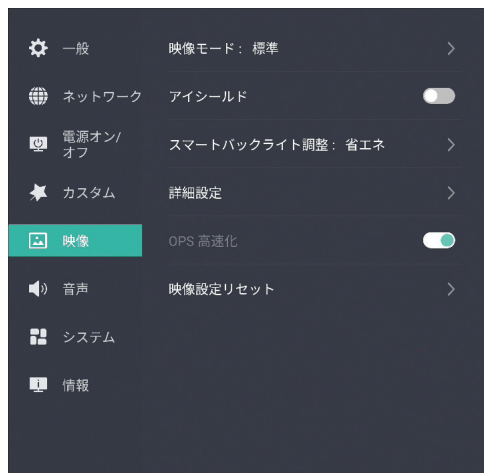 一般
ネットワーク
電源オン/
オフ
カスタム
映像
音声
システム
情報
映像モード： 標準
アイシールド
スマートバックライト調整： 省エネ
詳細設定
OPS 高速化
映像設定リセット